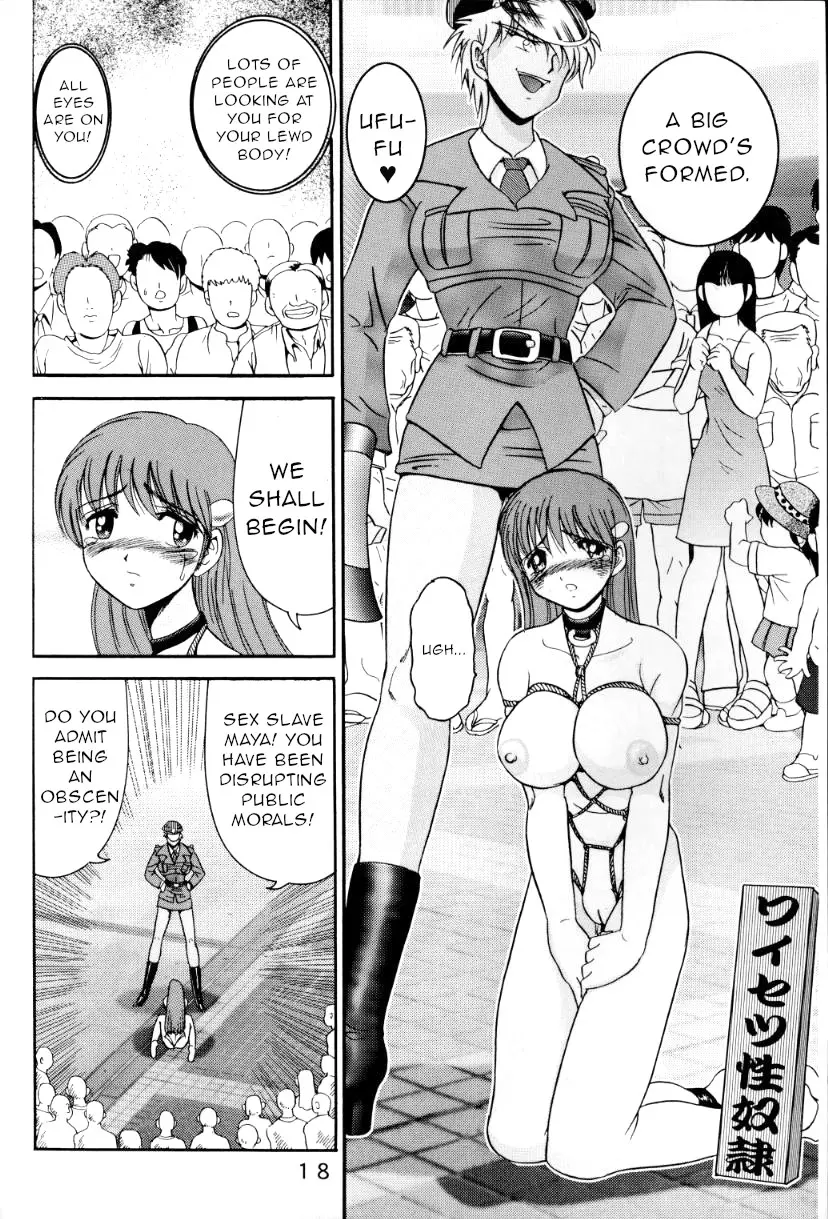 A BIG
CROWD'S
FORMED.
UFU-
FU
♥
UGH...
ワイセツ性奴隷
LOTS OF
PEOPLE ARE
LOOKING AT
YOU FOR
YOUR LEWD
BODY!
ALL
EYES
ARE ON
YOU!
WE
SHALL
BEGIN!
SEX SLAVE
MAYA! YOU
HAVE BEEN
DISRUPTING
PUBLIC
MORALS!
DO YOU
ADMIT
BEING
AN
OBSCEN
-ITY?!
18